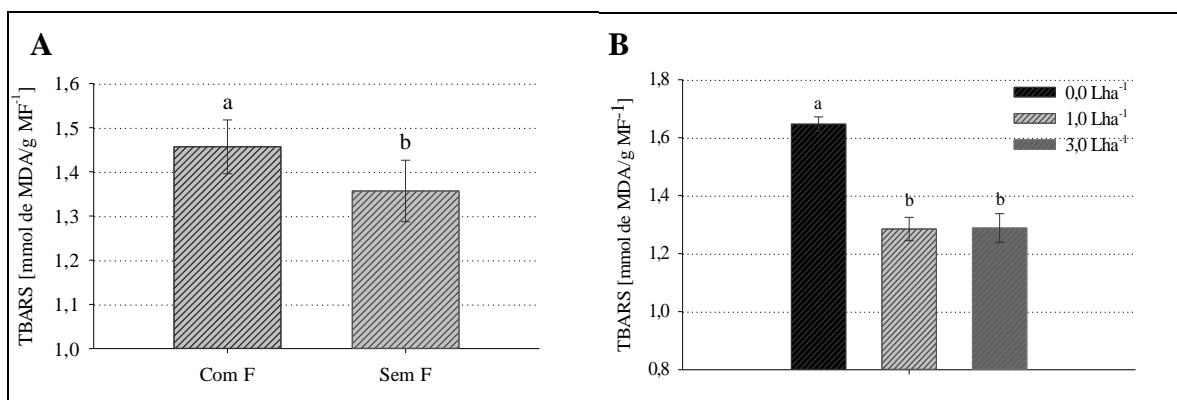 A
TBARS [mmol de MDA/g MF-1]
1,6
1,5
1,4
1,3
1,2
1,1
1,0
a
b
Com F
Sem F
B
TBARS [mmol de MDA/g MF-1]
1,8
1,6
1,4
1,2
1,0
0,8
a
b
b
0,0 Lha-1
1,0 Lha-1
3,0 Lha-1